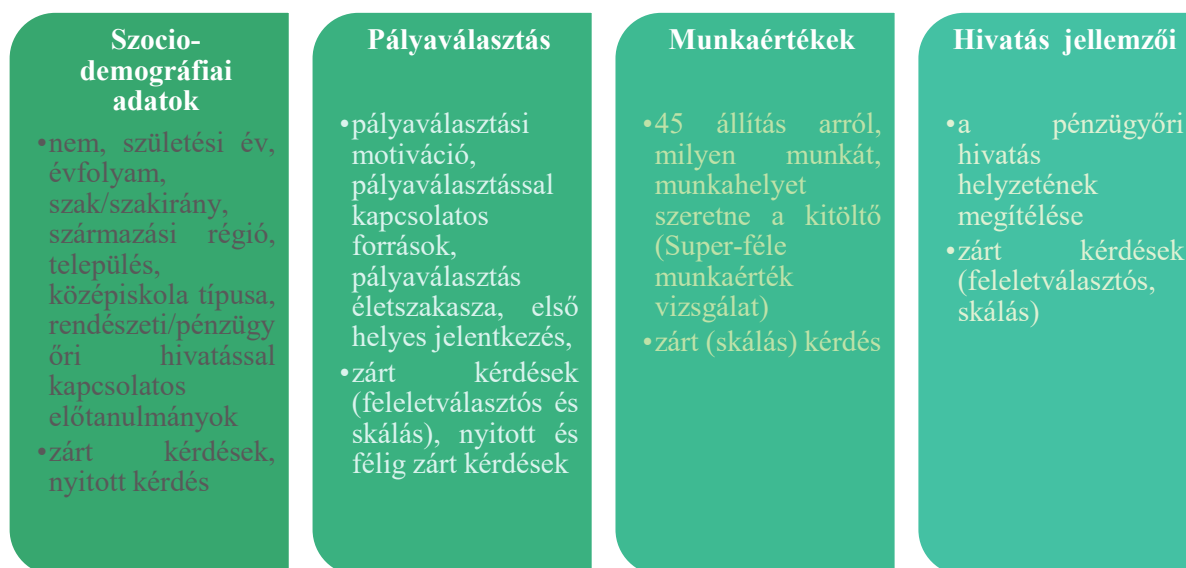 Szocio-
demográfiai
adatok
•nem, születési év,
évfolyam,
szak/szakirány,
származási régió,
település,
középiskola típusa,
rendészeti/pénzügy
őri hivatással
kapcsolatos
előtanulmányok
•zárt kérdések,
nyitott kérdés
Pályaválasztás
•pályaválasztási
motiváció,
pályaválasztással
kapcsolatos
források,
pályaválasztás
életszakasza, első
helyes jelentkezés,
•zárt kérdések
(feleletválasztós és
skálás), nyitott és
félig zárt kérdések
Munkaértékek
•45 állítás arról,
milyen munkát,
munkahelyet
szeretne a kitöltő
(Super-féle
munkaérték
vizsgálat)
•zárt (skálás) kérdés
Hivatás jellemzői
•a pénzügyőri
hivatás
helyzetének
megítélése
•zárt kérdések
(feleletválasztós,
skálás)